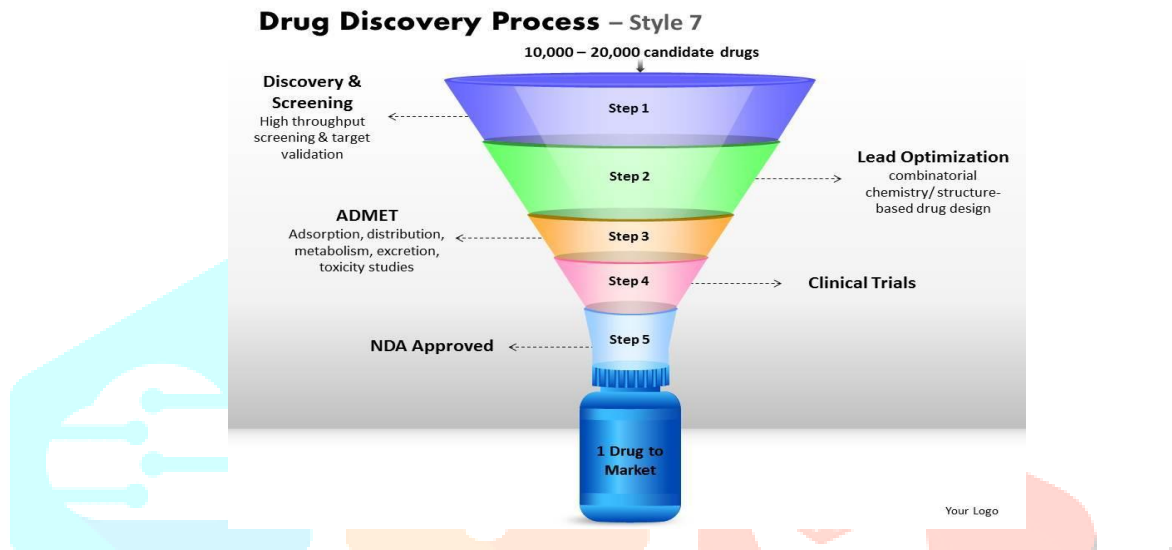 Drug Discovery Process – Style 7
10,000 – 20,000 candidate drugs
Discovery &
Screening
High throughput
screening & target
validation
Step 1
Step 2
Lead Optimization
combinatorial
chemistry/ structure-
based drug design
ADMET
Adsorption, distribution,
metabolism, excretion,
toxicity studies
Step 3
Step 4
Clinical Trials
NDA Approved
Step 5
1 Drug to
Market
Your Logo